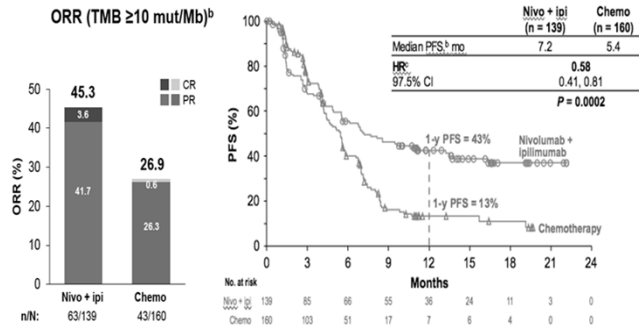 ORR (TMB ≥10 mut/Mb)b
ORR (%)
50
40
30
20
10
0
CR
PR
45.3
3.6
41.7
26.9
0.6
26.3
Nivo + ipi
Chemo
n/N:
63/139
43/160
Nivo + ipi
(n = 139)
Chemo
(n = 160)
Median PFS,b mo
7.2
5.4
HRc
0.58
97.5% CI
0.41, 0.81
P = 0.0002
PFS (%)
100
80
60
40
20
0
1-y PFS = 43%
Nivolumab +
ipilimumab
1-y PFS = 13%
Chemotherapy
0 3 6 9 12 15 18 21 24
Months
No. at risk
Nivo + ipi 139 85 66 55 36 24 11 3 0
Chemo 160 103 51 17 7 6 4 0 0